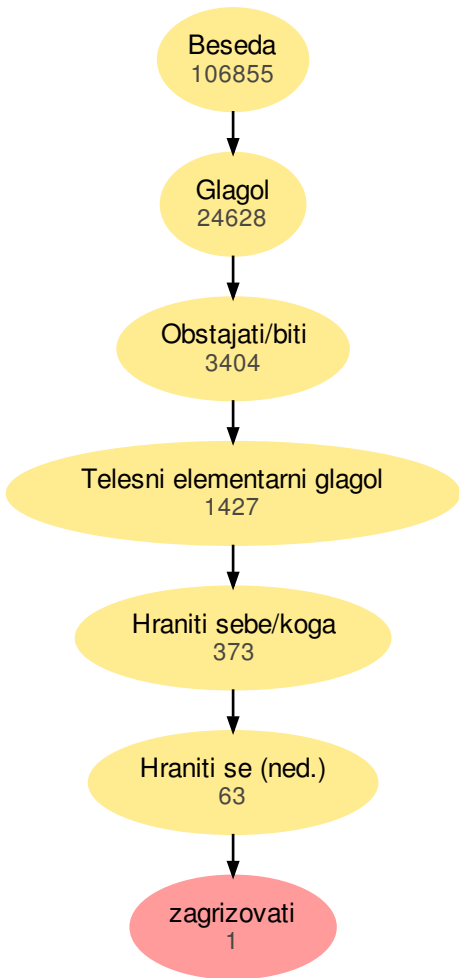 Beseda
106855
Glagol
24628
Obstajati/biti
3404
Telesni elementarni glagol
1427
Hraniti sebe/koga
373
Hraniti se (ned.)
63
zagrizovati
1